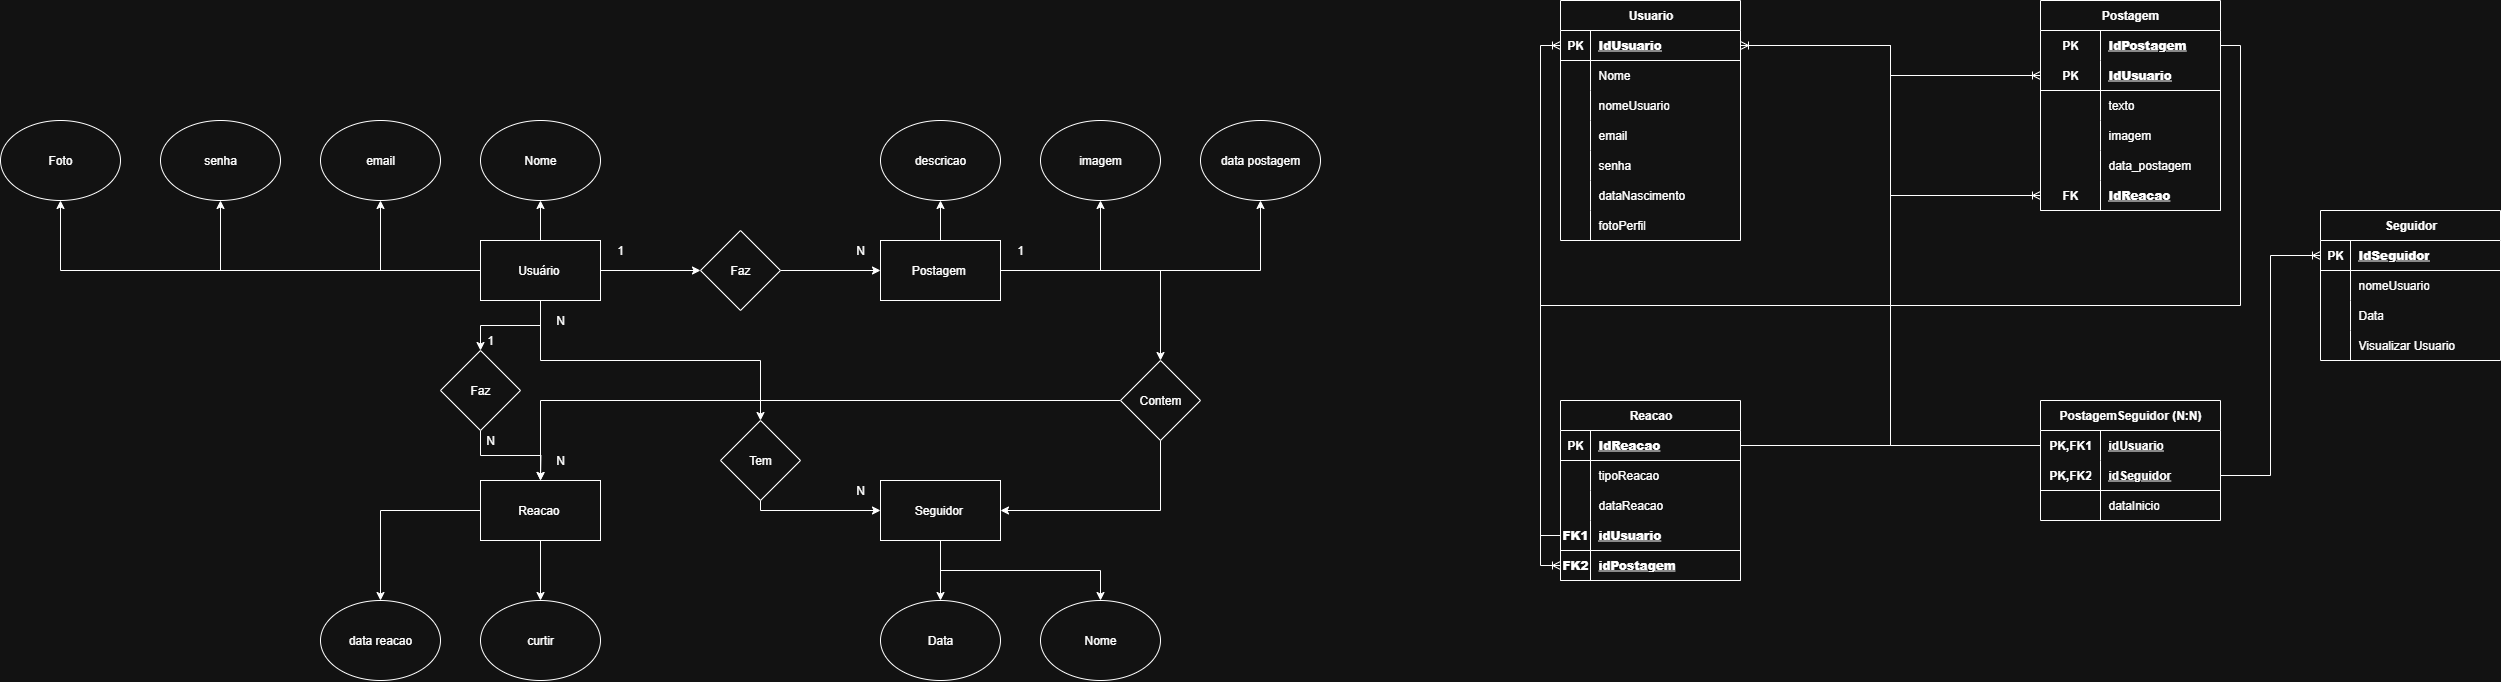 Foto
senha
email
Nome
descricao
imagem
data postagem
Usuário
1
Faz
N
Postagem
1
N
1
Faz
N
N
Contem
Tem
N
Reacao
Seguidor
data reacao
curtir
Data
Nome
Usuario
PK IdUsuario
Nome
nomeUsuario
email
senha
dataNascimento
fotoPerfil
Postagem
PK IdPostagem
PK IdUsuario
texto
imagem
data_postagem
FK IdReacao
Seguidor
PK IdSeguidor
nomeUsuario
Data
Visualizar Usuario
Reacao
PK IdReacao
tipoReacao
dataReacao
FK1 idUsuario
FK2 idPostagem
PostagemSeguidor (N:N)
PK,FK1 idUsuario
PK,FK2 idSeguidor
dataInicio